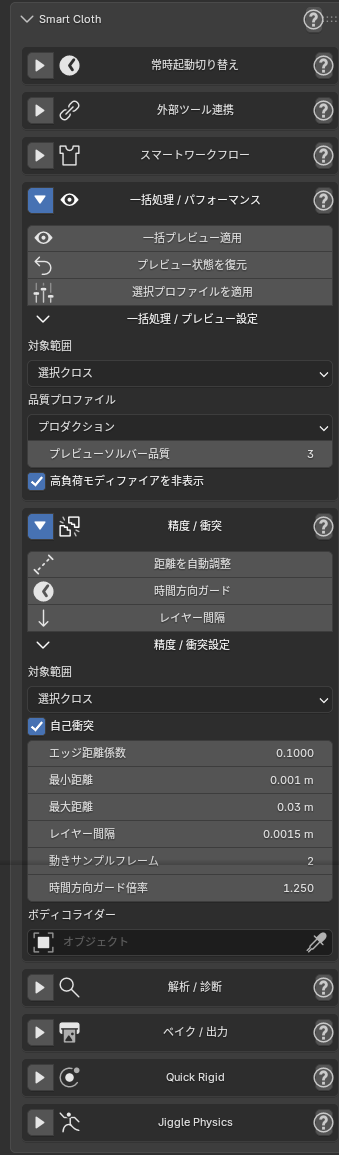 Smart Cloth
常時起動切り替え
外部ツール連携
スマートワークフロー
一括処理 / パフォーマンス
一括プレビュー適用
プレビュー状態を復元
選択プロファイルを適用
一括処理 / プレビュー設定
対象範囲
選択クロス
品質プロファイル
プロダクション
プレビューソルバー品質 3
高負荷モディファイアを非表示
精度 / 衝突
距離を自動調整
時間方向ガード
レイヤー間隔
精度 / 衝突設定
対象範囲
選択クロス
自己衝突
エッジ距離係数 0.1000
最小距離 0.001 m
最大距離 0.03 m
レイヤー間隔 0.0015 m
動きサンプルフレーム 2
時間方向ガード倍率 1.250
ボディコライダー
オブジェクト
解析 / 診断
ベイク / 出力
Quick Rigid
Jiggle Physics